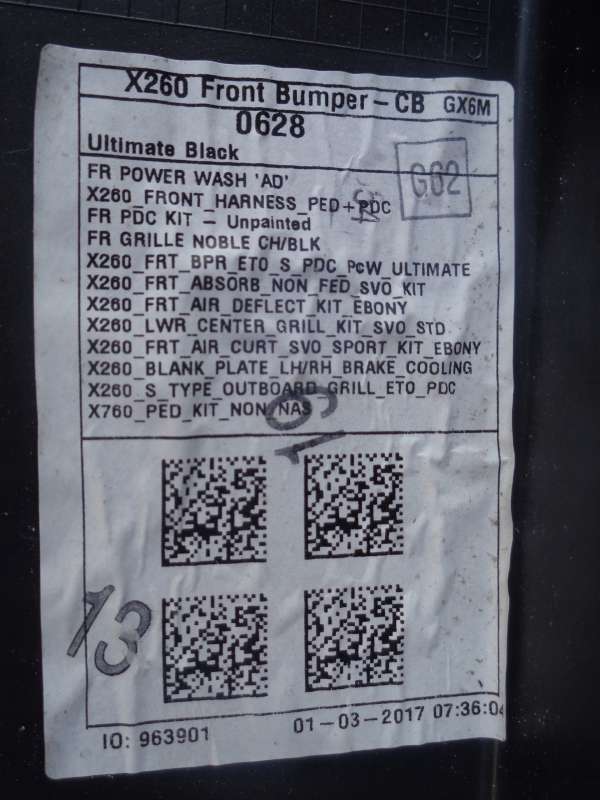 X260 Front Bumper – CB GX6M
0628
Ultimate Black
FR POWER WASH 'AD'
G62
X260_FRONT_HARNESS_PED+PDC
FR PDC KIT – Unpainted
FR GRILLE NOBLE CH/BLK
X260_FRT_BPR_ETO_S_PDC_PcW_ULTIMATE
X260_FRT_ABSORB_NON_FED_SVO_KIT
X260_FRT_AIR_DEFLECT_KIT_EBONY
X260_LWR_CENTER_GRILL_KIT_SVO_STD
X260_FRT_AIR_CURT_SVO_SPORT_KIT_EBONY
X260_BLANK_PLATE_LH/RH_BRAKE_COOLING
X260_S_TYPE_OUTBOARD_GRILL_ETO_PDC
X760_PED_KIT_NON_NAS
13
IO: 963901
01–03–2017 07:36:04